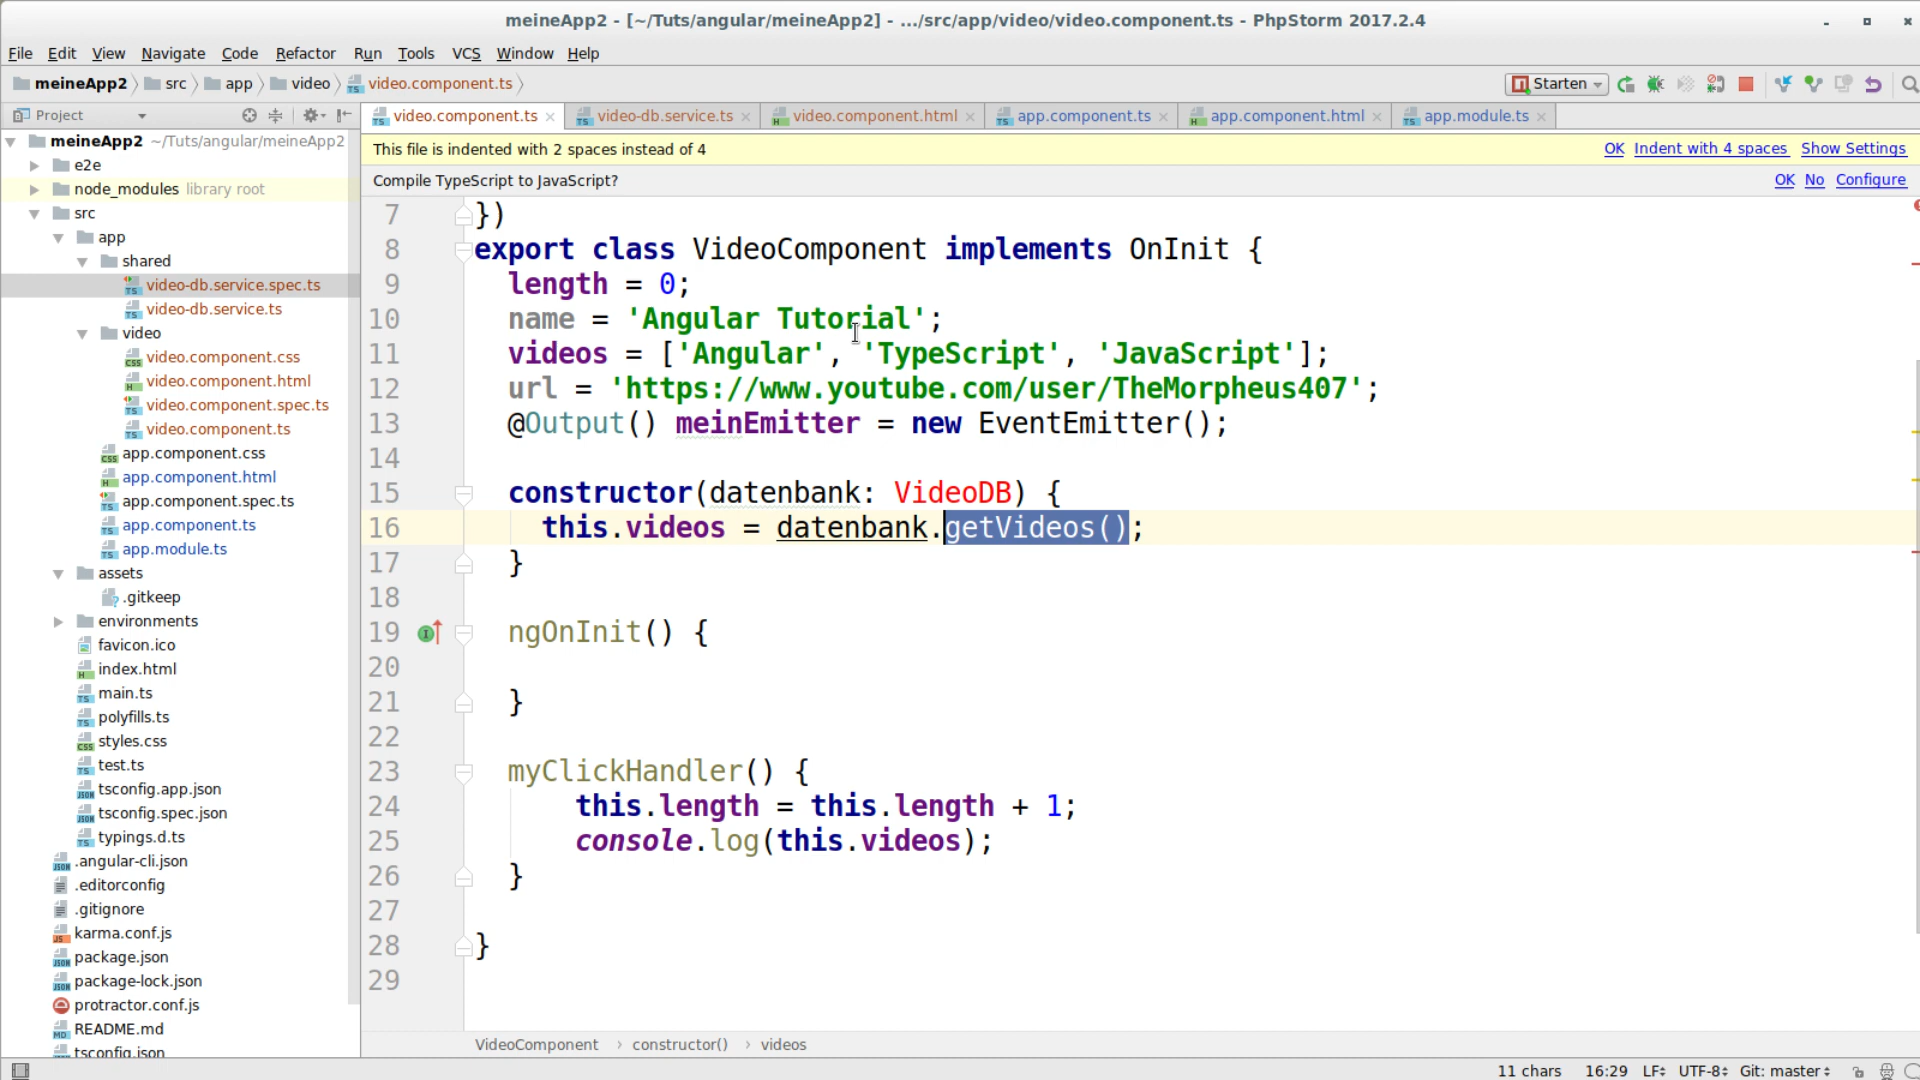 meineApp2 - [~/Tuts/angular/meineApp2] - .../src/app/video/video.component.ts - PhpStorm 2017.2.4
File Edit View Navigate Code Refactor Run Tools VCS Window Help
meineApp2 src app video video.component.ts Starten
Project
video.component.ts video-db.service.ts video.component.html app.component.ts app.component.html app.module.ts
This file is indented with 2 spaces instead of 4 OK Indent with 4 spaces Show Settings
Compile TypeScript to JavaScript? OK No Configure
meineApp2 ~/Tuts/angular/meineApp2
e2e
node_modules library root
src
app
shared
video-db.service.spec.ts
video-db.service.ts
video
video.component.css
video.component.html
video.component.spec.ts
video.component.ts
app.component.css
app.component.html
app.component.spec.ts
app.component.ts
app.module.ts
assets
.gitkeep
environments
favicon.ico
index.html
main.ts
polyfills.ts
styles.css
test.ts
tsconfig.app.json
tsconfig.spec.json
typings.d.ts
.angular-cli.json
.editorconfig
.gitignore
karma.conf.js
package.json
package-lock.json
protractor.conf.js
README.md
tsconfig.json
7 })
8 export class VideoComponent implements OnInit {
9 length = 0;
10 name = 'Angular Tutorial';
11 videos = ['Angular', 'TypeScript', 'JavaScript'];
12 url = 'https://www.youtube.com/user/TheMorpheus407';
13 @Output() meinEmitter = new EventEmitter();
14
15 constructor(datenbank: VideoDB) {
16 this.videos = datenbank.getVideos();
17 }
18
19 ngOnInit() {
20
21 }
22
23 myClickHandler() {
24 this.length = this.length + 1;
25 console.log(this.videos);
26 }
27
28 }
29
VideoComponent › constructor() › videos
11 chars 16:29 LF UTF-8 Git: master